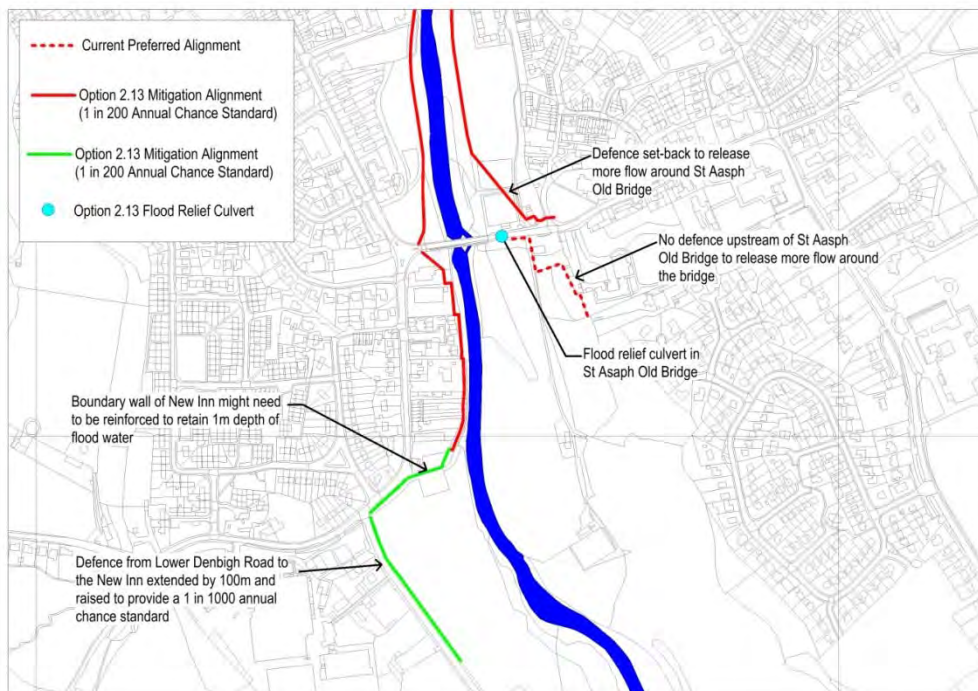 Current Preferred Alignment
Option 2.13 Mitigation Alignment
(1 in 200 Annual Chance Standard)
Option 2.13 Mitigation Alignment
(1 in 200 Annual Chance Standard)
Option 2.13 Flood Relief Culvert
Defence set-back to release
more flow around St Aasph
Old Bridge
No defence upstream of St Aasph
Old Bridge to release more flow around
the bridge
Flood relief culvert in
St Asaph Old Bridge
Boundary wall of New Inn might need
to be reinforced to retain 1m depth of
flood water
Defence from Lower Denbigh Road to
the New Inn extended by 100m and
raised to provide a 1 in 1000 annual
chance standard